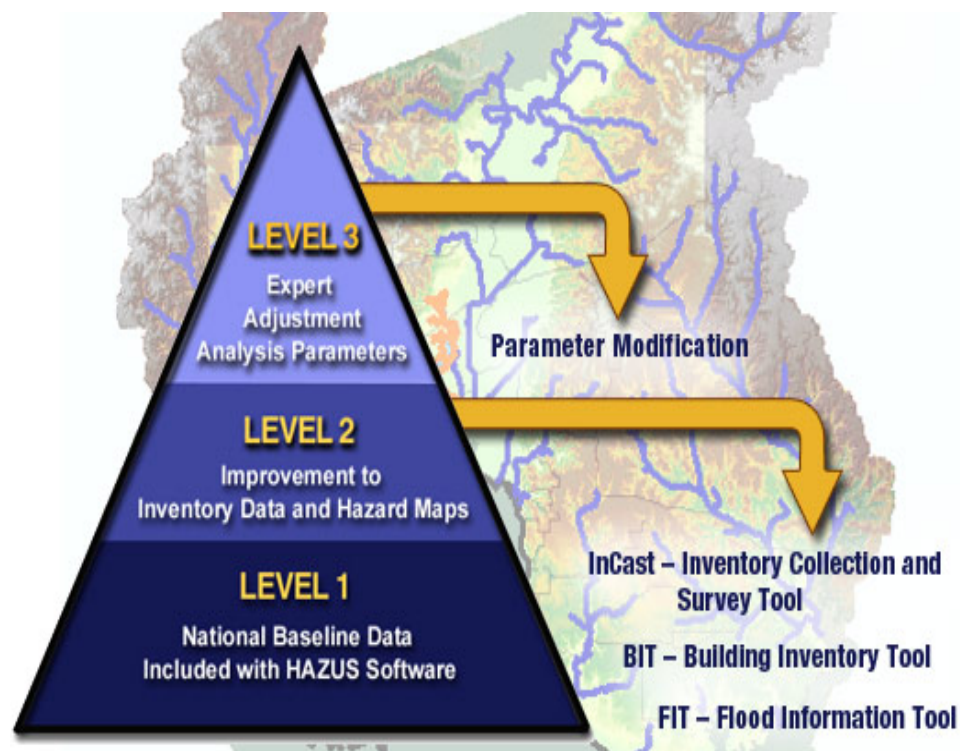 LEVEL 3
Expert
Adjustment
Analysis Parameters
Parameter Modification
LEVEL 2
Improvement to
Inventory Data and Hazard Maps
InCast – Inventory Collection and
Survey Tool
BIT – Building Inventory Tool
FIT – Flood Information Tool
LEVEL 1
National Baseline Data
Included with HAZUS Software